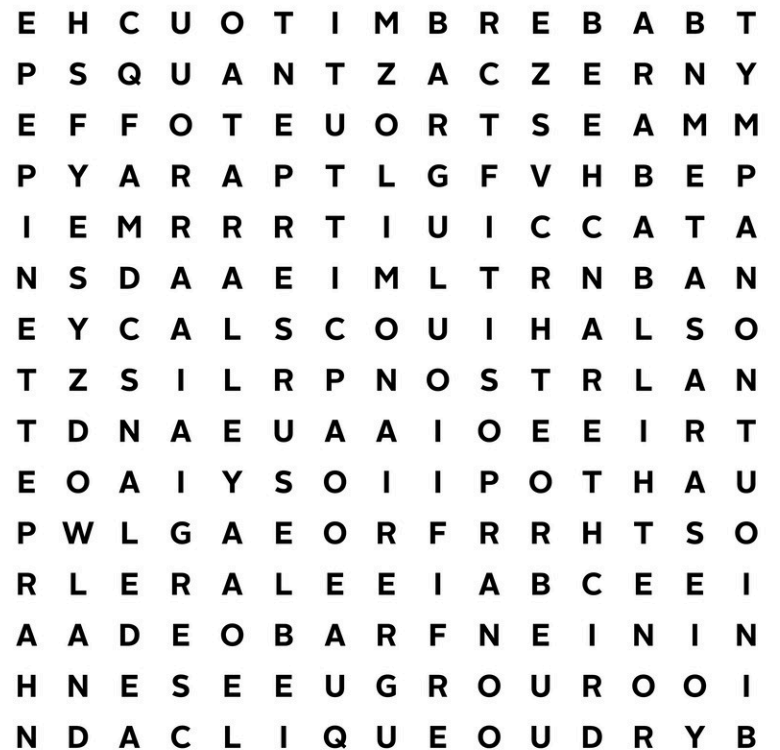 E H C U O T I M B R E B A B T
P S Q U A N T Z A C Z E R N Y
E F F O T E U O R T S E A M M
P Y A R A P T L G F V H B E P
I E M R R R T I U I C C A T A
N S D A A E I M L T R N B A N
E Y C A L S C O U I H A L S O
T Z S I L R P N O S T R L A N
T D N A E U A A I O E E I R T
E O A I Y S O I I P O T H A U
P W L G A E O R F R R H T S O
R L E R A L E E I A B C E E I
A A D E O B A R F N E I N I N
H N E S E E U G R O U R O O I
N D A C L I Q U E O U D R Y B